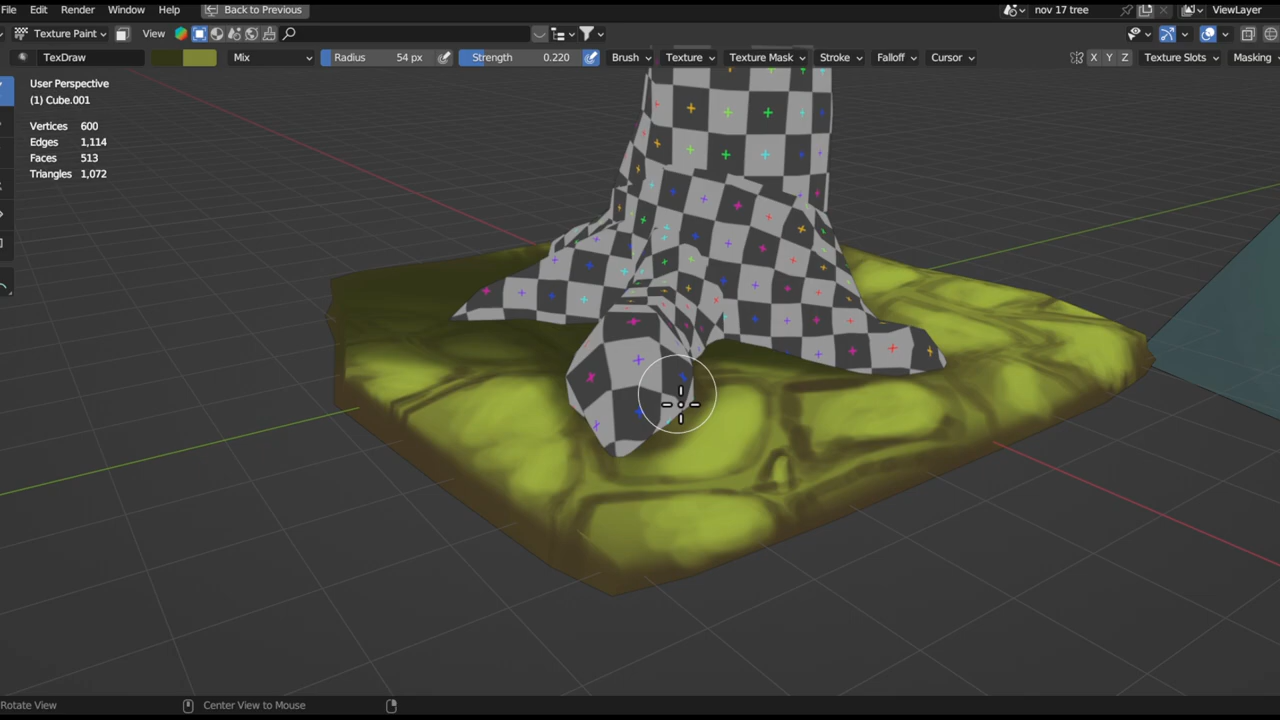 File Edit Render Window Help Back to Previous nov 17 tree ViewLayer
Texture Paint View
TexDraw Mix Radius 54 px Strength 0.220 Brush Texture Texture Mask Stroke Falloff Cursor X Y Z Texture Slots Masking
User Perspective
(1) Cube.001
Vertices 600
Edges 1,114
Faces 513
Triangles 1,072
Rotate View Center View to Mouse